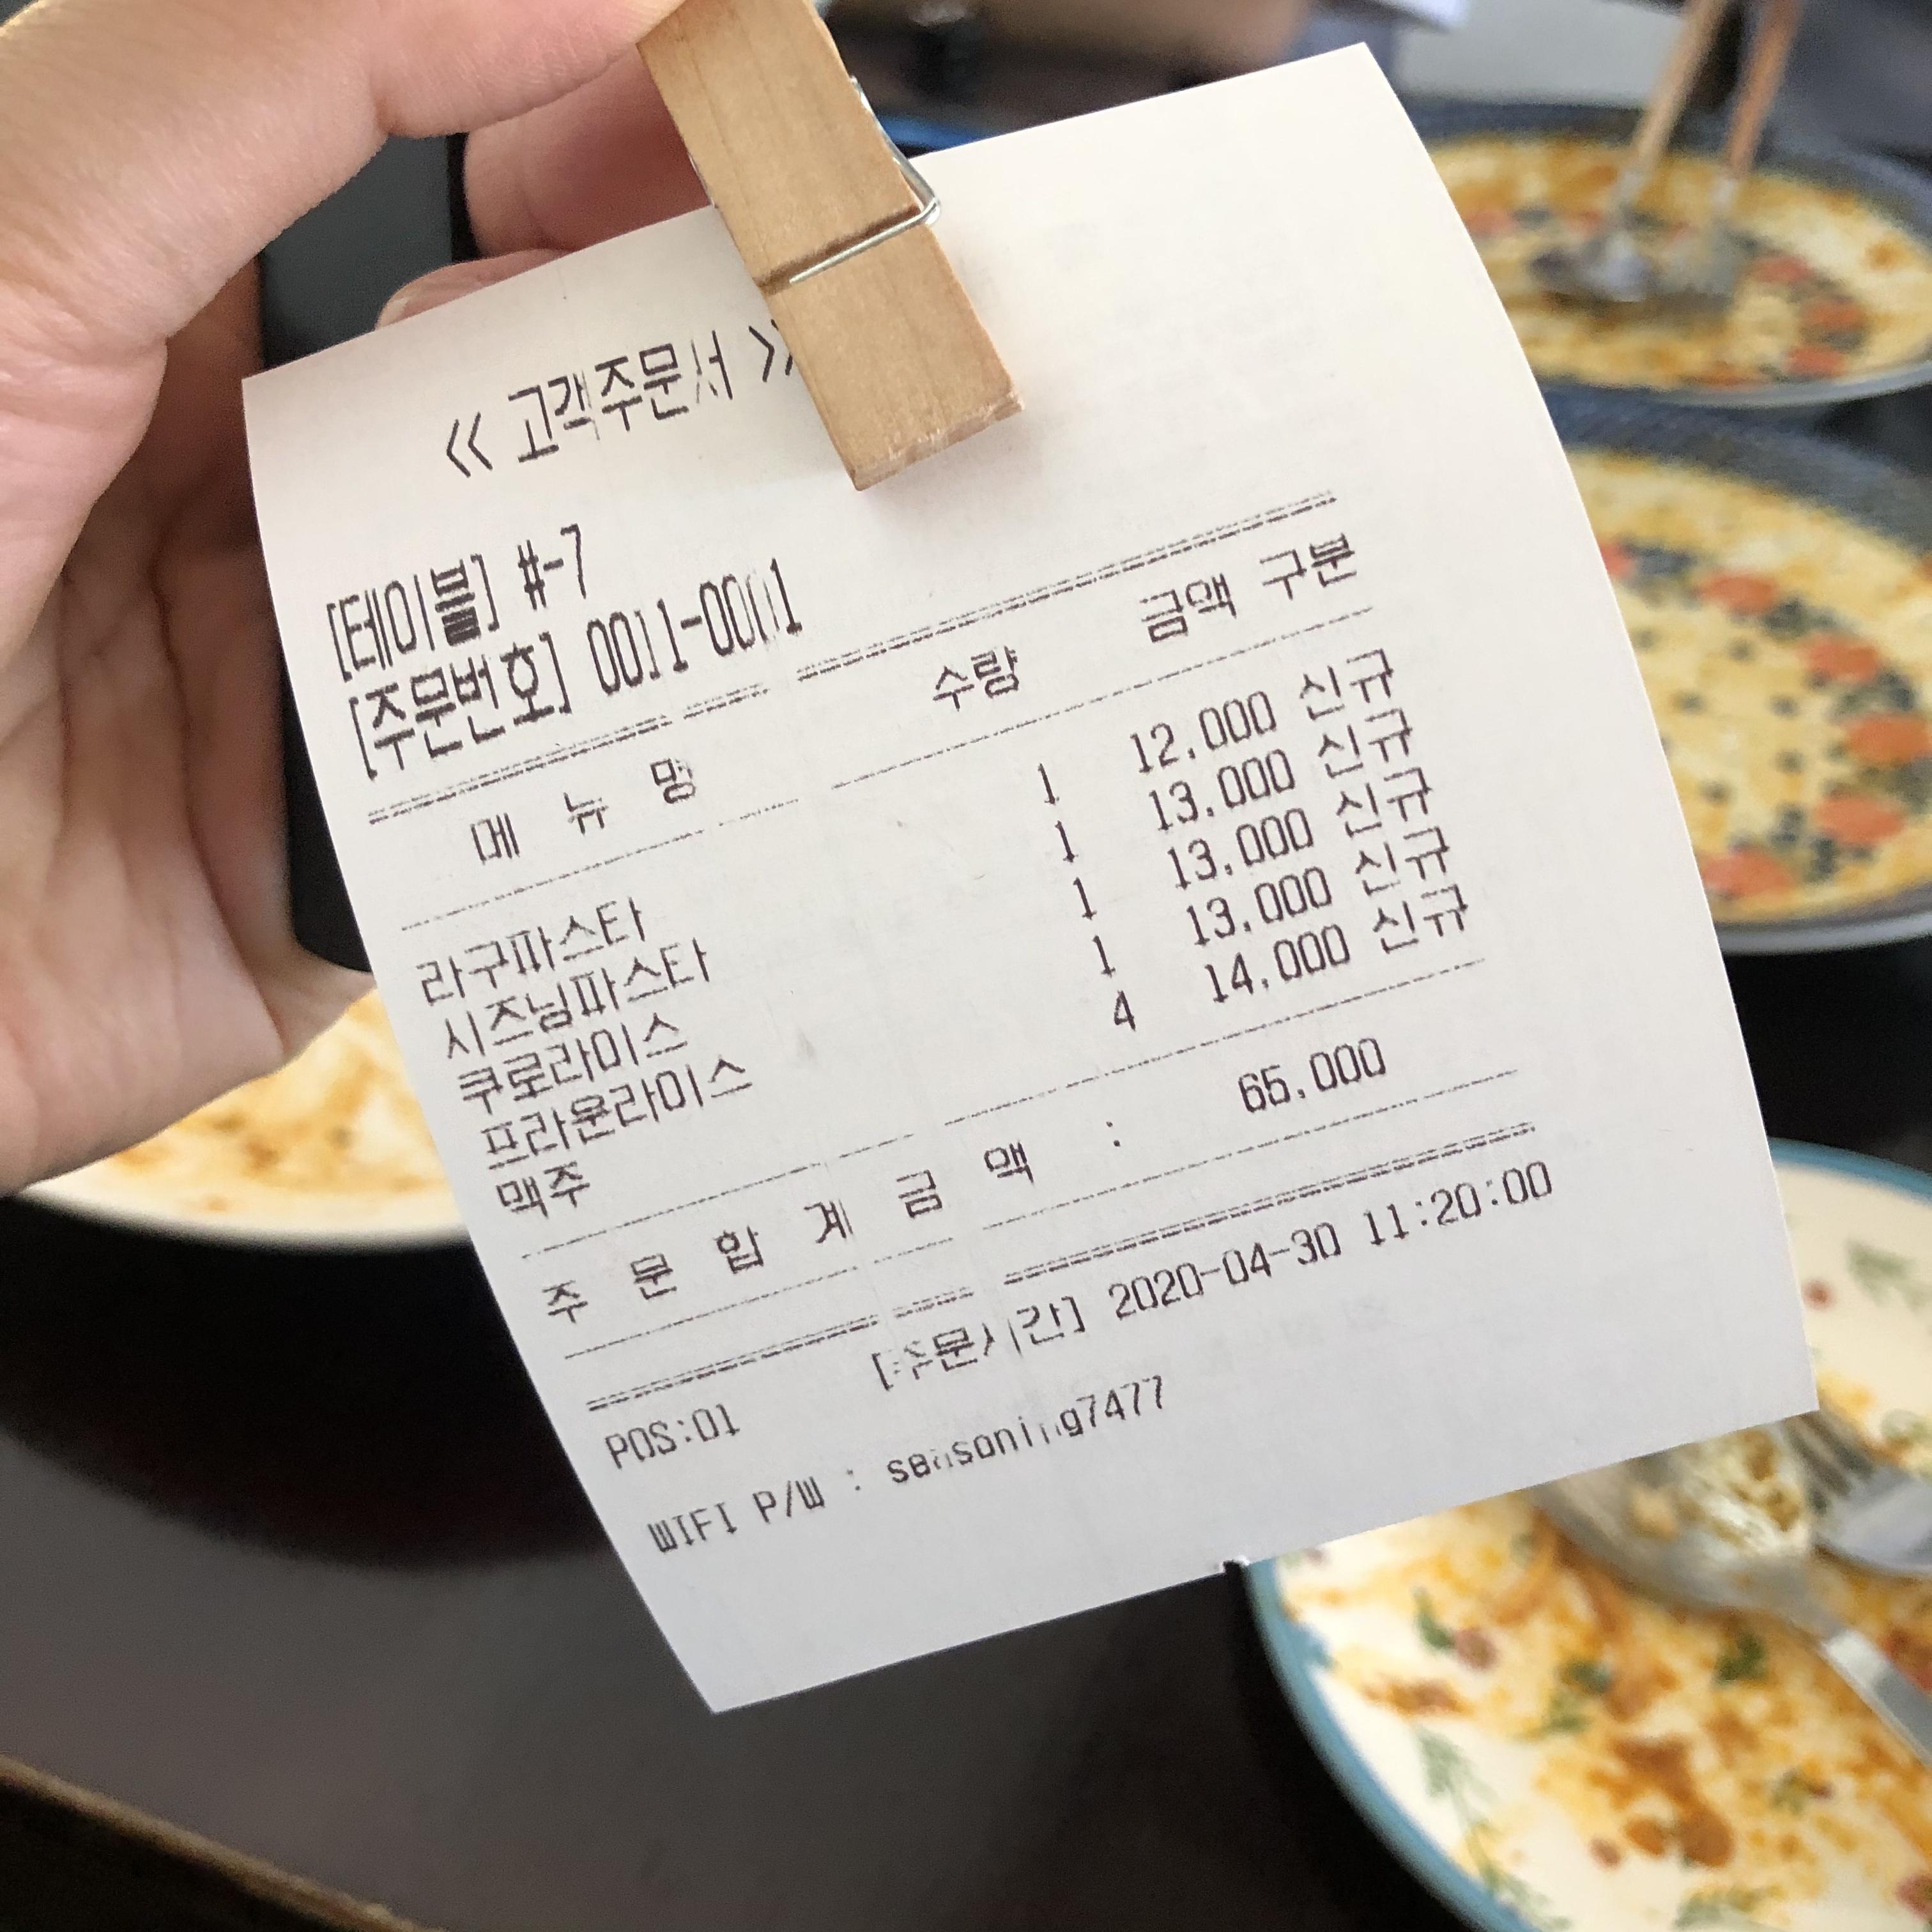 << 고객주문서 >>
[테이블] #-7
[주문번호] 0011-0001
메 뉴 명 수량 금액 구분
라구파스타 1 12,000 신규
시즈닝파스타 1 13,000 신규
쿠로라이스 1 13,000 신규
프라운라이스 1 13,000 신규
맥주 4 14,000 신규
주 문 합 계 금 액 : 65,000
POS:01 [주문시간] 2020-04-30 11:20:00
WIFI P/W : seasoning7477